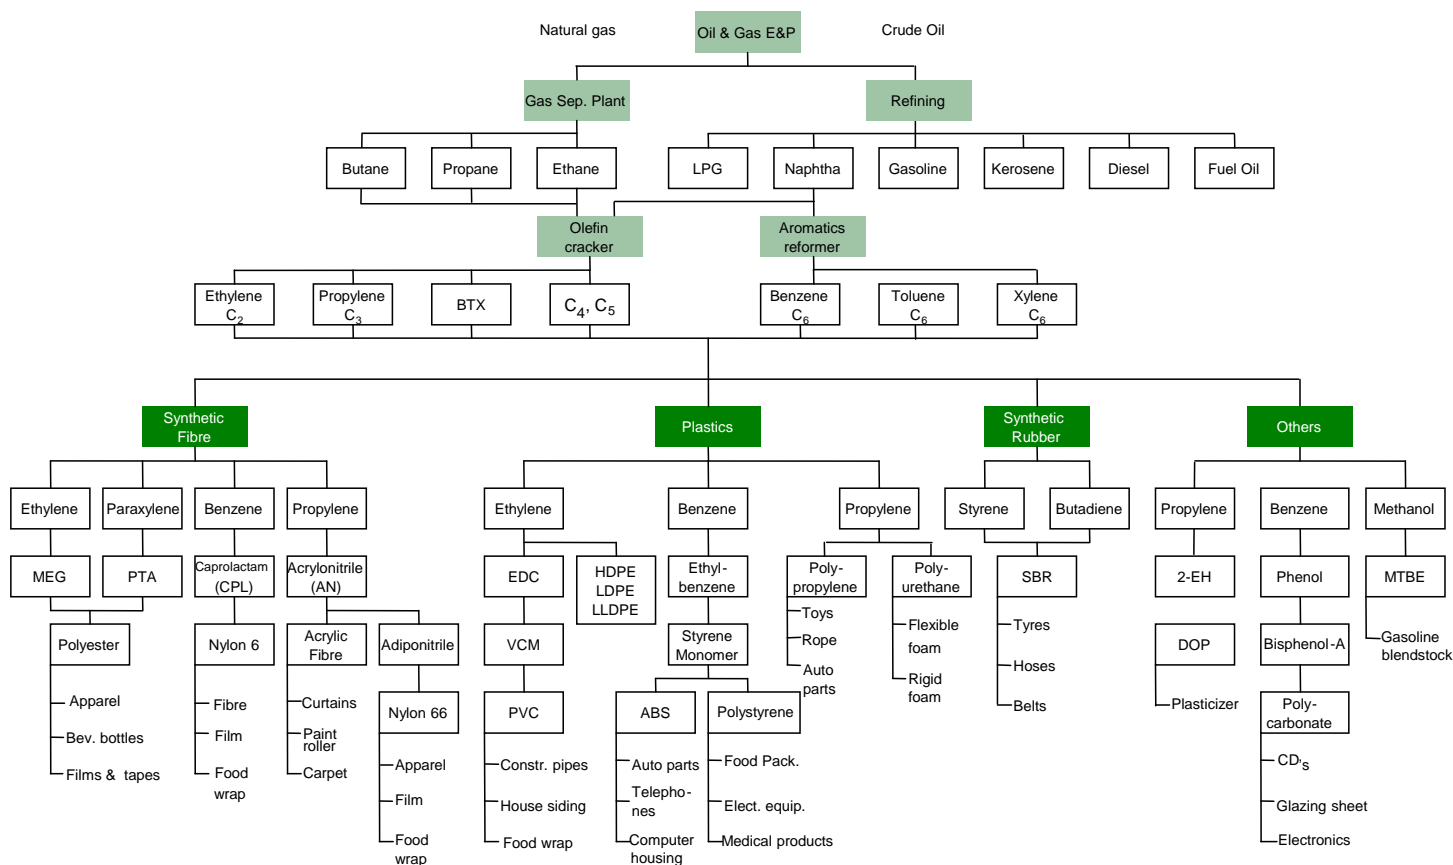 Natural gas
Oil & Gas E&P
Crude Oil
Gas Sep. Plant
Refining
Butane
Propane
Ethane
LPG
Naphtha
Gasoline
Kerosene
Diesel
Fuel Oil
Olefin
cracker
Aromatics
reformer
Ethylene
C2
Propylene
C3
BTX
C4, C5
Benzene
C6
Toluene
C6
Xylene
C6
Synthetic
Fibre
Plastics
Synthetic
Rubber
Others
Ethylene
Paraxylene
Benzene
Propylene
Ethylene
Benzene
Propylene
Styrene
Butadiene
Propylene
Benzene
Methanol
MEG
PTA
Caprolactam
(CPL)
Acrylonitrile
(AN)
EDC
HDPE
LDPE
LLDPE
Ethyl-
benzene
Poly-
propylene
Poly-
urethane
SBR
2-EH
Phenol
MTBE
Polyester
Nylon 6
Acrylic
Fibre
Adiponitrile
VCM
Styrene
Monomer
Toys
Rope
Auto
parts
Flexible
foam
Rigid
foam
Tyres
Hoses
Belts
DOP
Bisphenol-A
Gasoline
blendstock
Apparel
Bev. bottles
Films & tapes
Fibre
Film
Food
wrap
Curtains
Paint
roller
Carpet
Nylon 66
PVC
ABS
Polystyrene
Plasticizer
Poly-
carbonate
Apparel
Film
Food
wrap
Constr. pipes
House siding
Food wrap
Auto parts
Telepho-
nes
Computer
housing
Food Pack.
Elect. equip.
Medical products
CD's
Glazing sheet
Electronics